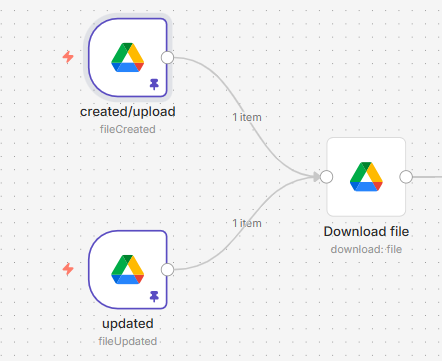 created/upload
fileCreated
1 item
Download file
download: file
1 item
updated
fileUpdated